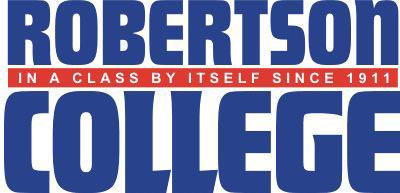 ROBERTSON
IN A CLASS BY ITSELF SINCE 1911
COLLEGE